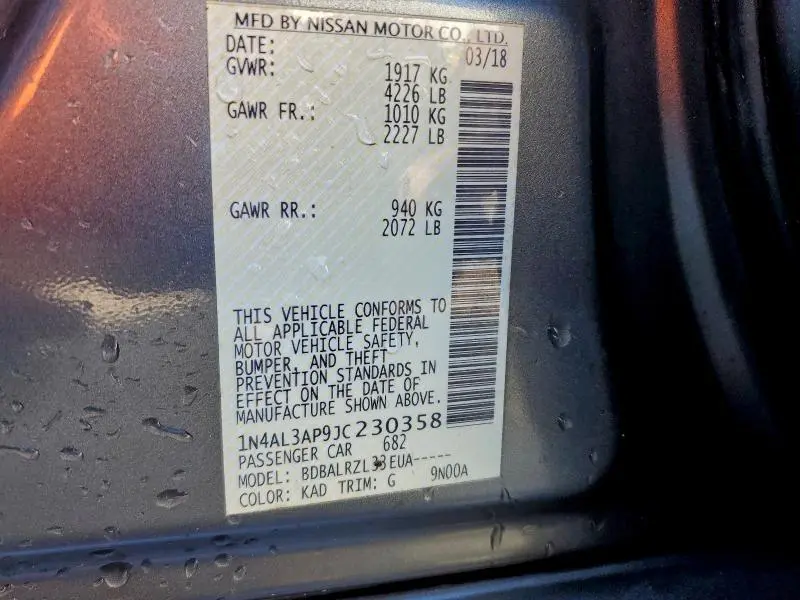 MFD BY NISSAN MOTOR CO., LTD.
DATE: 03/18
GVWR: 1917 KG
4226 LB
GAWR FR.: 1010 KG
2227 LB
GAWR RR.: 940 KG
2072 LB
THIS VEHICLE CONFORMS TO
ALL APPLICABLE FEDERAL
MOTOR VEHICLE SAFETY,
BUMPER, AND THEFT
PREVENTION STANDARDS IN
EFFECT ON THE DATE OF
MANUFACTURE SHOWN ABOVE.
1N4AL3AP9JC230358
PASSENGER CAR 682
MODEL: BDBALRZL33EUA-----
COLOR: KAD TRIM: G 9N00A